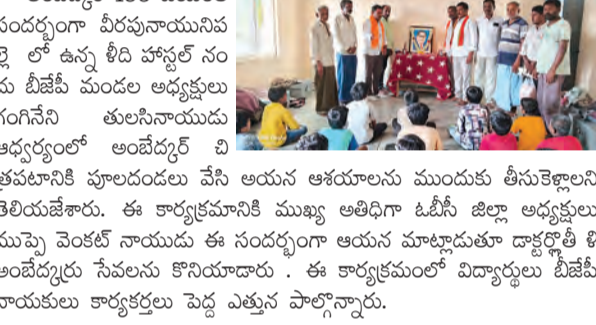 సందర్భంగా వీరపునాయునిప
ల్లె లో ఉన్న ళీది హాస్టల్ నం
దు బీజేపీ మండల అధ్యక్షులు
గంగినేని తులసినాయుడు
ఆధ్వర్యంలో అంబేద్కర్ చి
త్రపటానికి పూలదండలు వేసి అయన ఆశయాలను ముందుకు తీసుకెళ్లాలని
తెలియజేశారు. ఈ కార్యక్రమానికి ముఖ్య అతిధిగా ఓబీసీ జిల్లా అధ్యక్షులు
ముప్పె వెంకట్ నాయుడు ఈ సందర్భంగా ఆయన మాట్లాడుతూ
అంబేద్కర్రు సేవలను కొనియాడారు . ఈ కార్యక్రమంలో విద్యార్థులు బీజేపీ
నాయకులు కార్యకర్తలు పెద్ద ఎత్తున పాల్గొన్నారు.